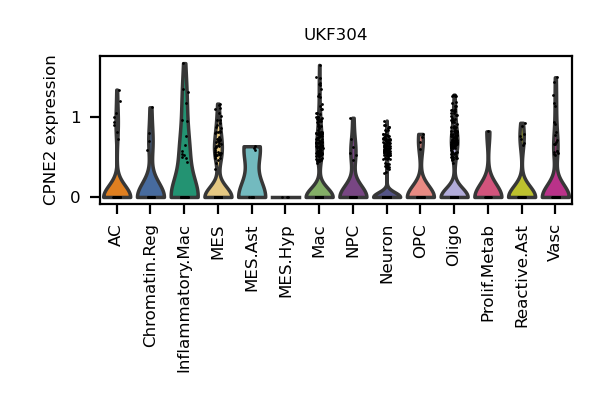 UKF304
CPNE2 expression
1
0
AC
Chromatin.Reg
Inflammatory.Mac
MES
MES.Ast
MES.Hyp
Mac
NPC
Neuron
OPC
Oligo
Prolif.Metab
Reactive.Ast
Vasc